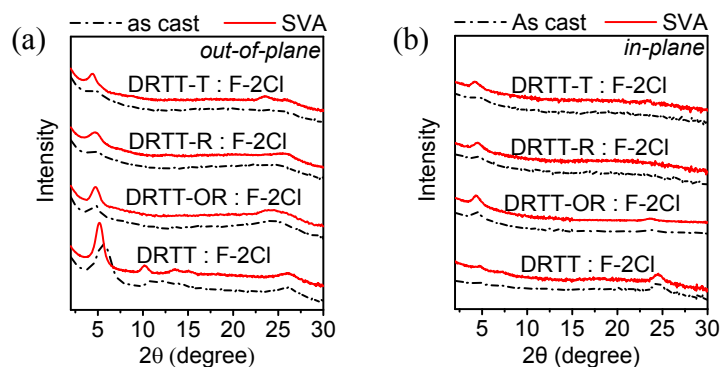 as cast SVA
(a)
out-of-plane
DRTT-T : F-2Cl
DRTT-R : F-2Cl
DRTT-OR : F-2Cl
DRTT : F-2Cl
Intensity
5 10 15 20 25 30
2θ (degree)
As cast SVA
(b)
in-plane
DRTT-T : F-2Cl
DRTT-R : F-2Cl
DRTT-OR : F-2Cl
DRTT : F-2Cl
Intensity
5 10 15 20 25 30
2θ (degree)